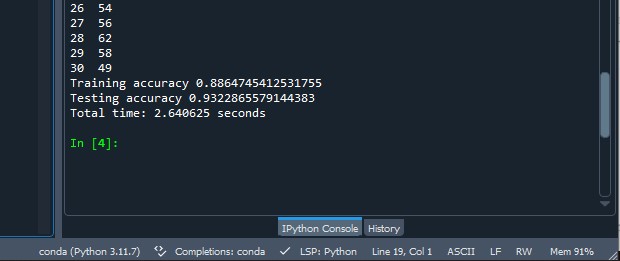 26  54
27  56
28  62
29  58
30  49
Training accuracy 0.8864745412531755
Testing accuracy 0.9322865579144383
Total time: 2.640625 seconds
In [4]:
IPython Console History
conda (Python 3.11.7) Completions: conda LSP: Python Line 19, Col 1 ASCII LF RW Mem 91%